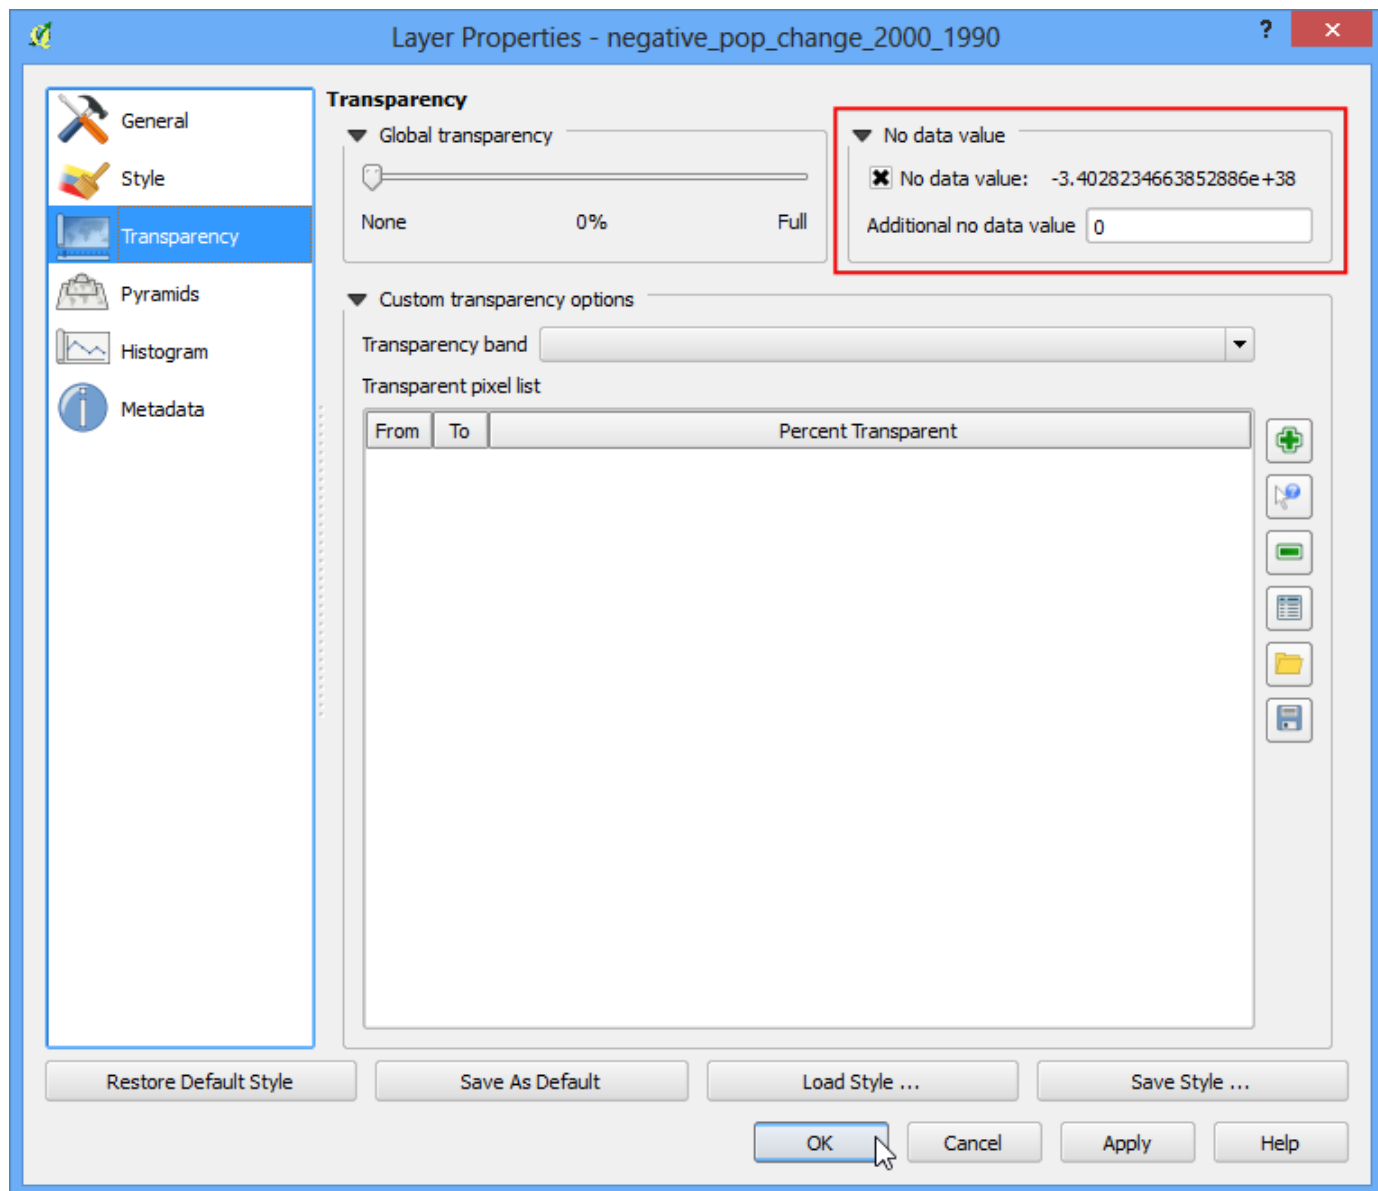 Layer Properties - negative_pop_change_2000_1990
?
General
Style
Transparency
Pyramids
Histogram
Metadata
Transparency
Global transparency
None 0% Full
No data value
No data value: -3.4028234663852886e+38
Additional no data value 0
Custom transparency options
Transparency band
Transparent pixel list
From To Percent Transparent
Restore Default Style Save As Default Load Style ... Save Style ...
OK Cancel Apply Help